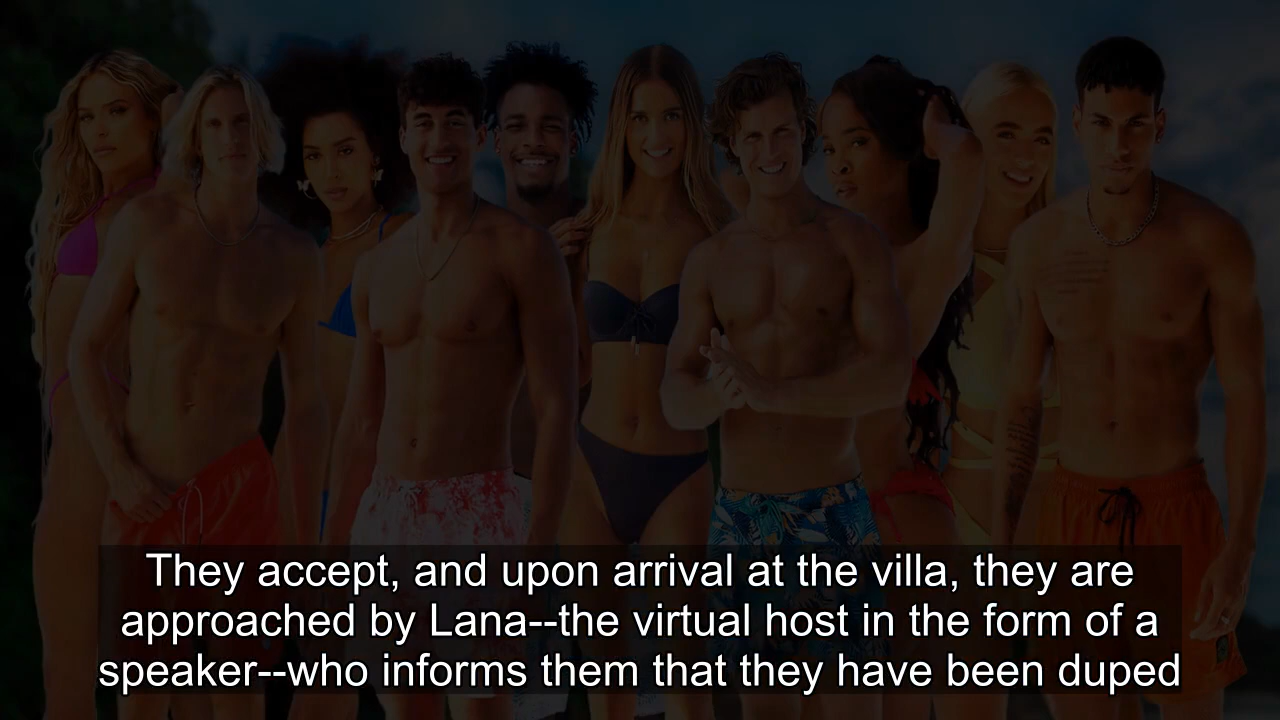 They accept, and upon arrival at the villa, they are
approached by Lana--the virtual host in the form of a
speaker--who informs them that they have been duped